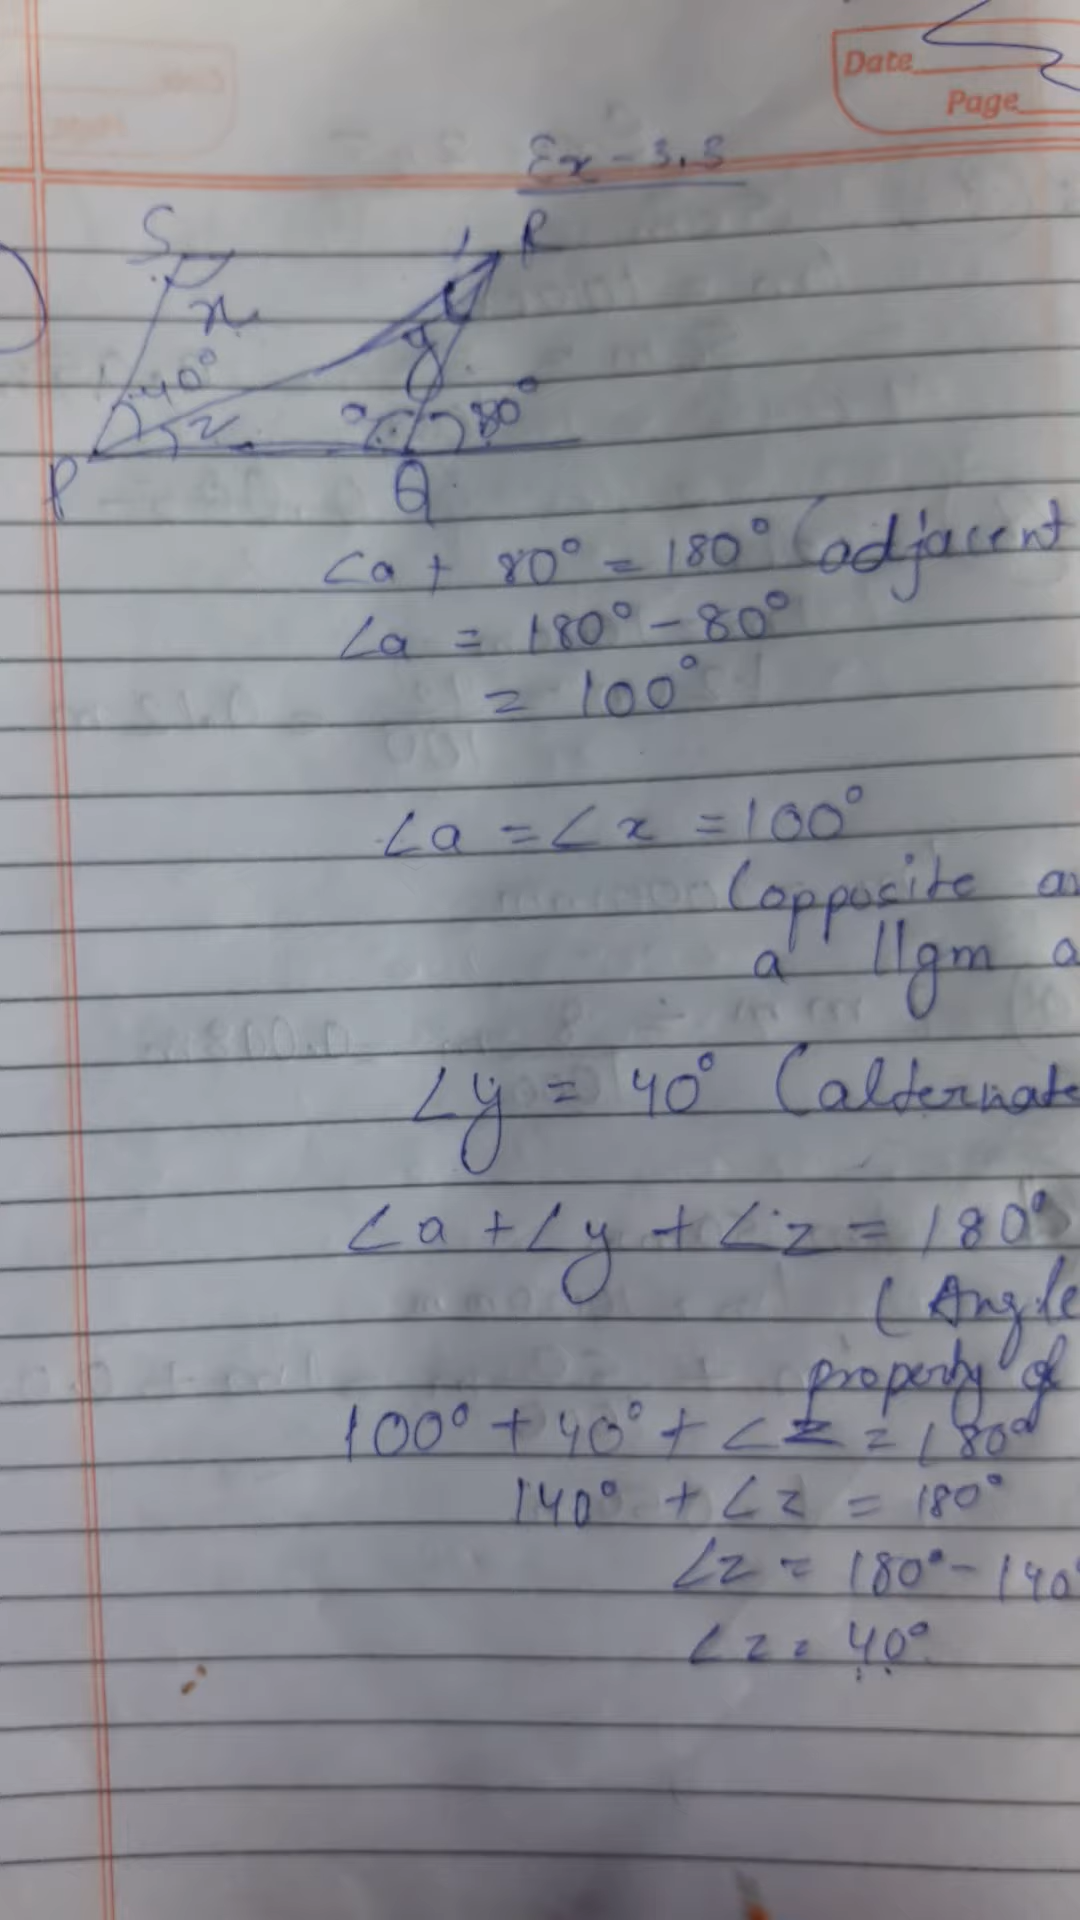 Date
Page
Ex - 3.3
S R
x
40° y
z a 80°
P Q
∠a + 80° = 180° (adjacent
∠a = 180° - 80°
= 100°
∠a = ∠x = 100°
(opposite
a llgm
∠y = 40° (alternate
∠a + ∠y + ∠z = 180°
(Angle
property of
100° + 40° + ∠z = 180°
140° + ∠z = 180°
∠z = 180° - 140°
∠z = 40°